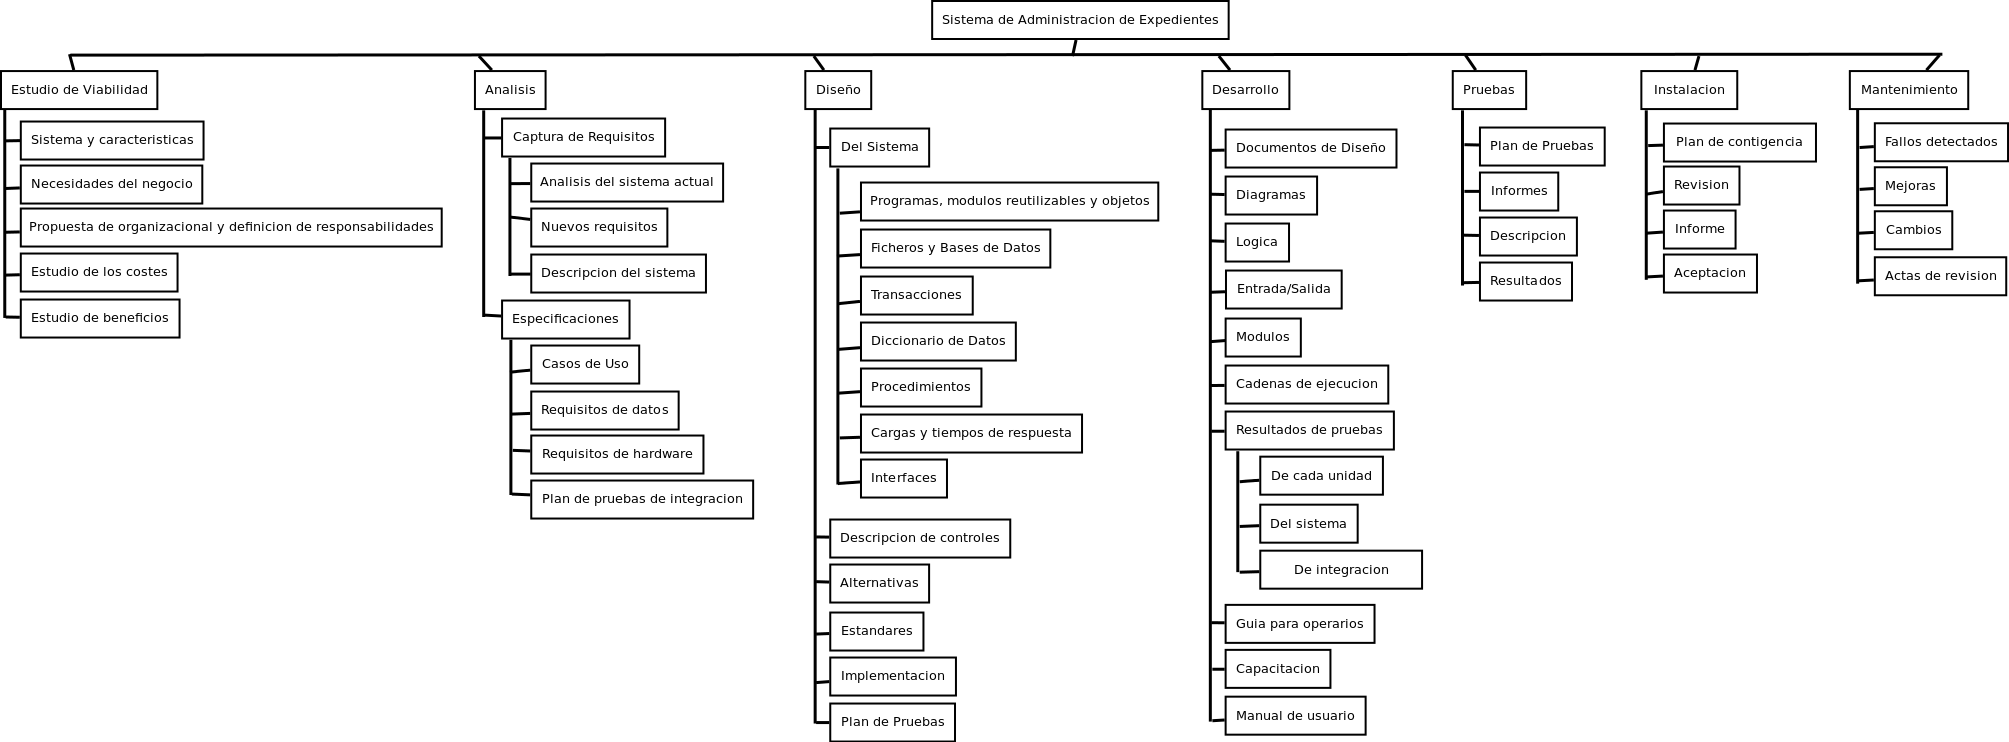 Sistema de Administracion de Expedientes
Estudio de Viabilidad
Sistema y caracteristicas
Necesidades del negocio
Propuesta de organizacional y definicion de responsabilidades
Estudio de los costes
Estudio de beneficios
Analisis
Captura de Requisitos
Analisis del sistema actual
Nuevos requisitos
Descripcion del sistema
Especificaciones
Casos de Uso
Requisitos de datos
Requisitos de hardware
Plan de pruebas de integracion
Diseño
Del Sistema
Programas, modulos reutilizables y objetos
Ficheros y Bases de Datos
Transacciones
Diccionario de Datos
Procedimientos
Cargas y tiempos de respuesta
Interfaces
Descripcion de controles
Alternativas
Estandares
Implementacion
Plan de Pruebas
Desarrollo
Documentos de Diseño
Diagramas
Logica
Entrada/Salida
Modulos
Cadenas de ejecucion
Resultados de pruebas
De cada unidad
Del sistema
De integracion
Guia para operarios
Capacitacion
Manual de usuario
Pruebas
Plan de Pruebas
Informes
Descripcion
Resultados
Instalacion
Plan de contigencia
Revision
Informe
Aceptacion
Mantenimiento
Fallos detectados
Mejoras
Cambios
Actas de revision